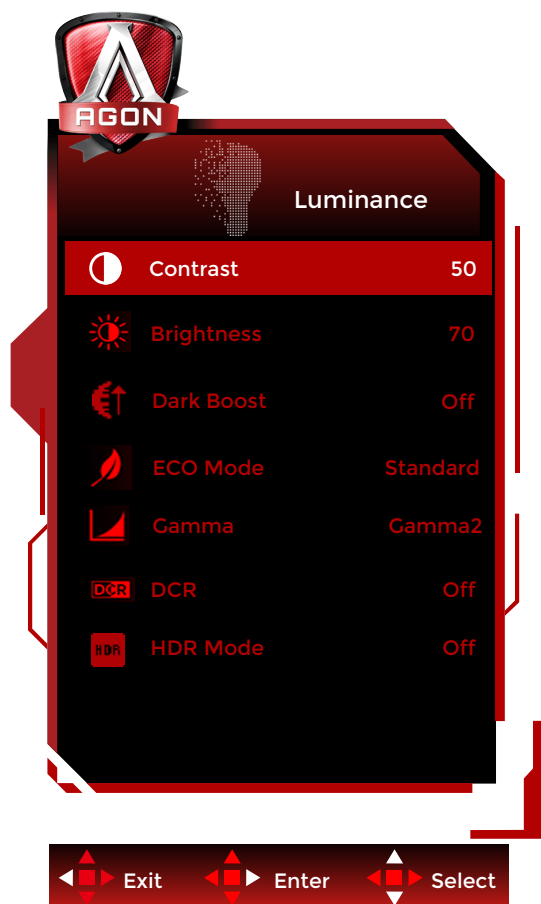 AGON
Luminance
Contrast 50
Brightness 70
Dark Boost Off
ECO Mode Standard
Gamma Gamma2
DCR DCR Off
HDR HDR Mode Off
Exit Enter Select